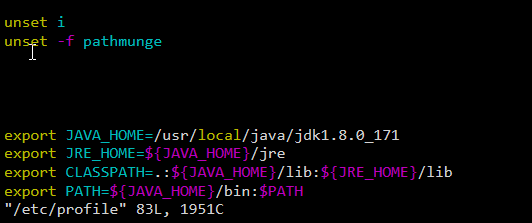 unset i
unset -f pathmunge
export JAVA_HOME=/usr/local/java/jdk1.8.0_171
export JRE_HOME=${JAVA_HOME}/jre
export CLASSPATH=.:${JAVA_HOME}/lib:${JRE_HOME}/lib
export PATH=${JAVA_HOME}/bin:$PATH
"/etc/profile" 83L, 1951C